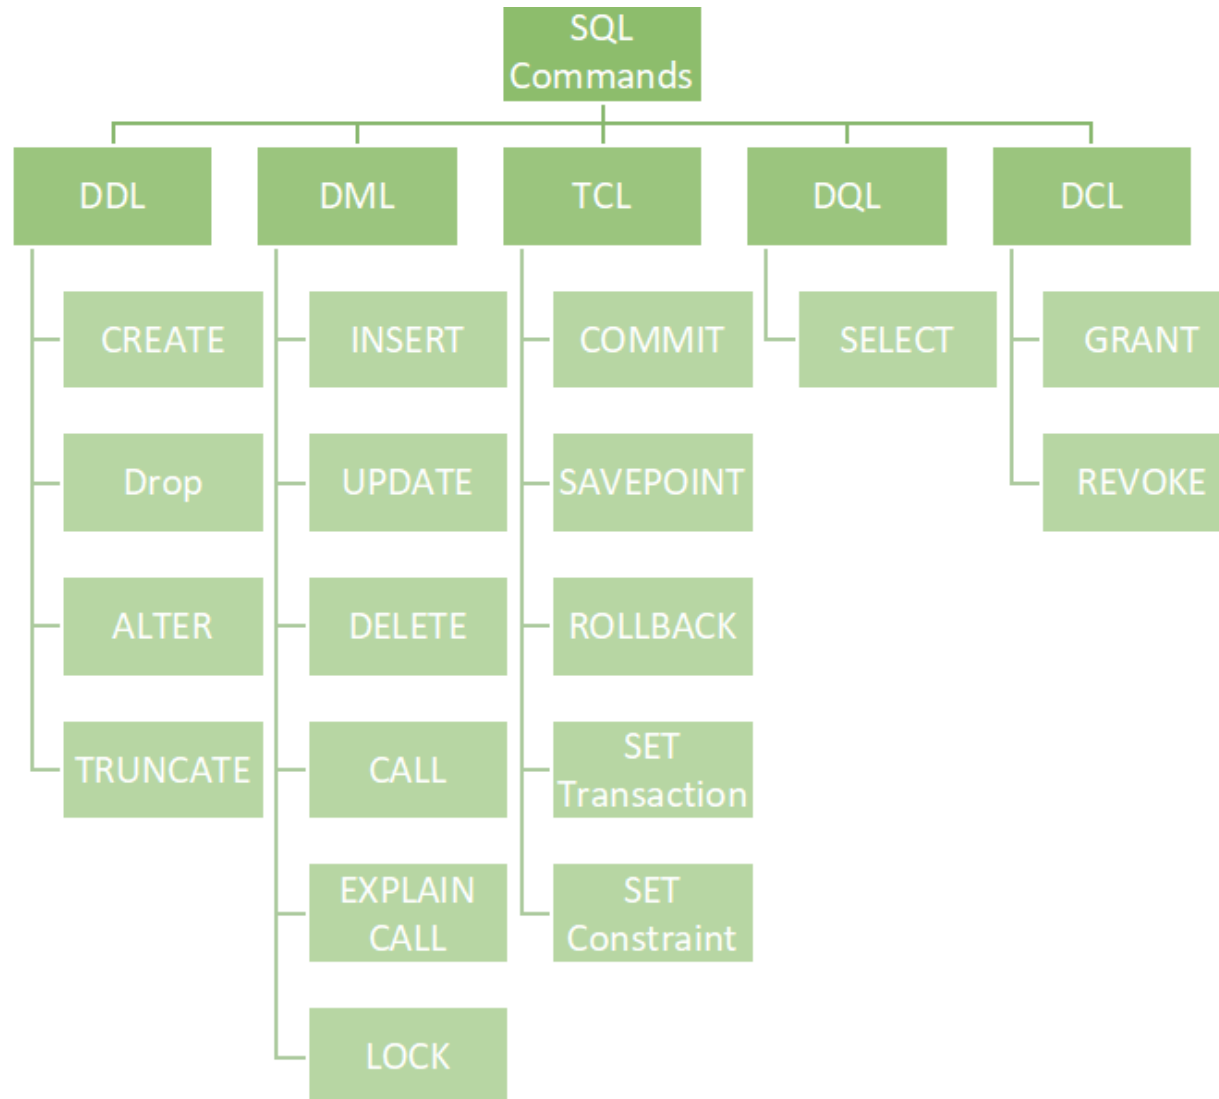 SQL
Commands
DDL
DML
TCL
DQL
DCL
CREATE
INSERT
COMMIT
SELECT
GRANT
Drop
UPDATE
SAVEPOINT
REVOKE
ALTER
DELETE
ROLLBACK
TRUNCATE
CALL
SET
Transaction
EXPLAIN
CALL
SET
Constraint
LOCK